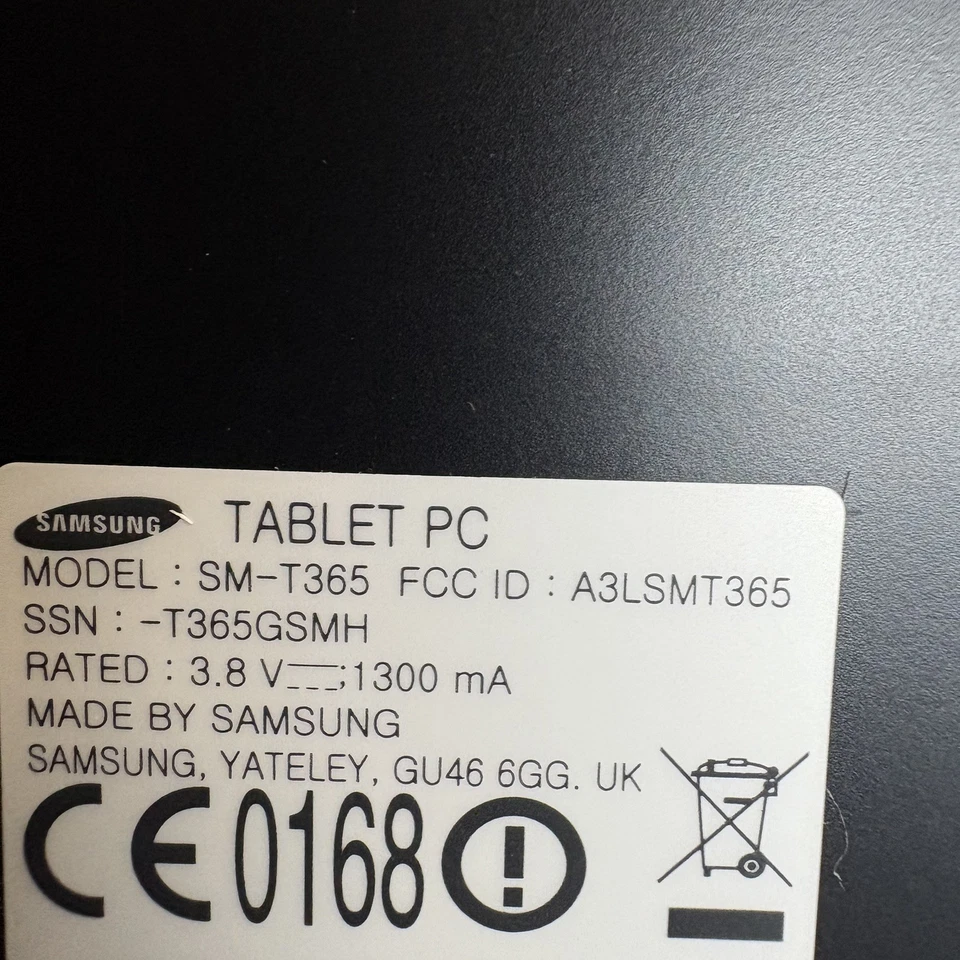 SAMSUNG TABLET PC
MODEL : SM-T365 FCC ID : A3LSMT365
SSN : -T365GSMH
RATED : 3.8 V⎓;1300 mA
MADE BY SAMSUNG
SAMSUNG, YATELEY, GU46 6GG. UK
CE0168